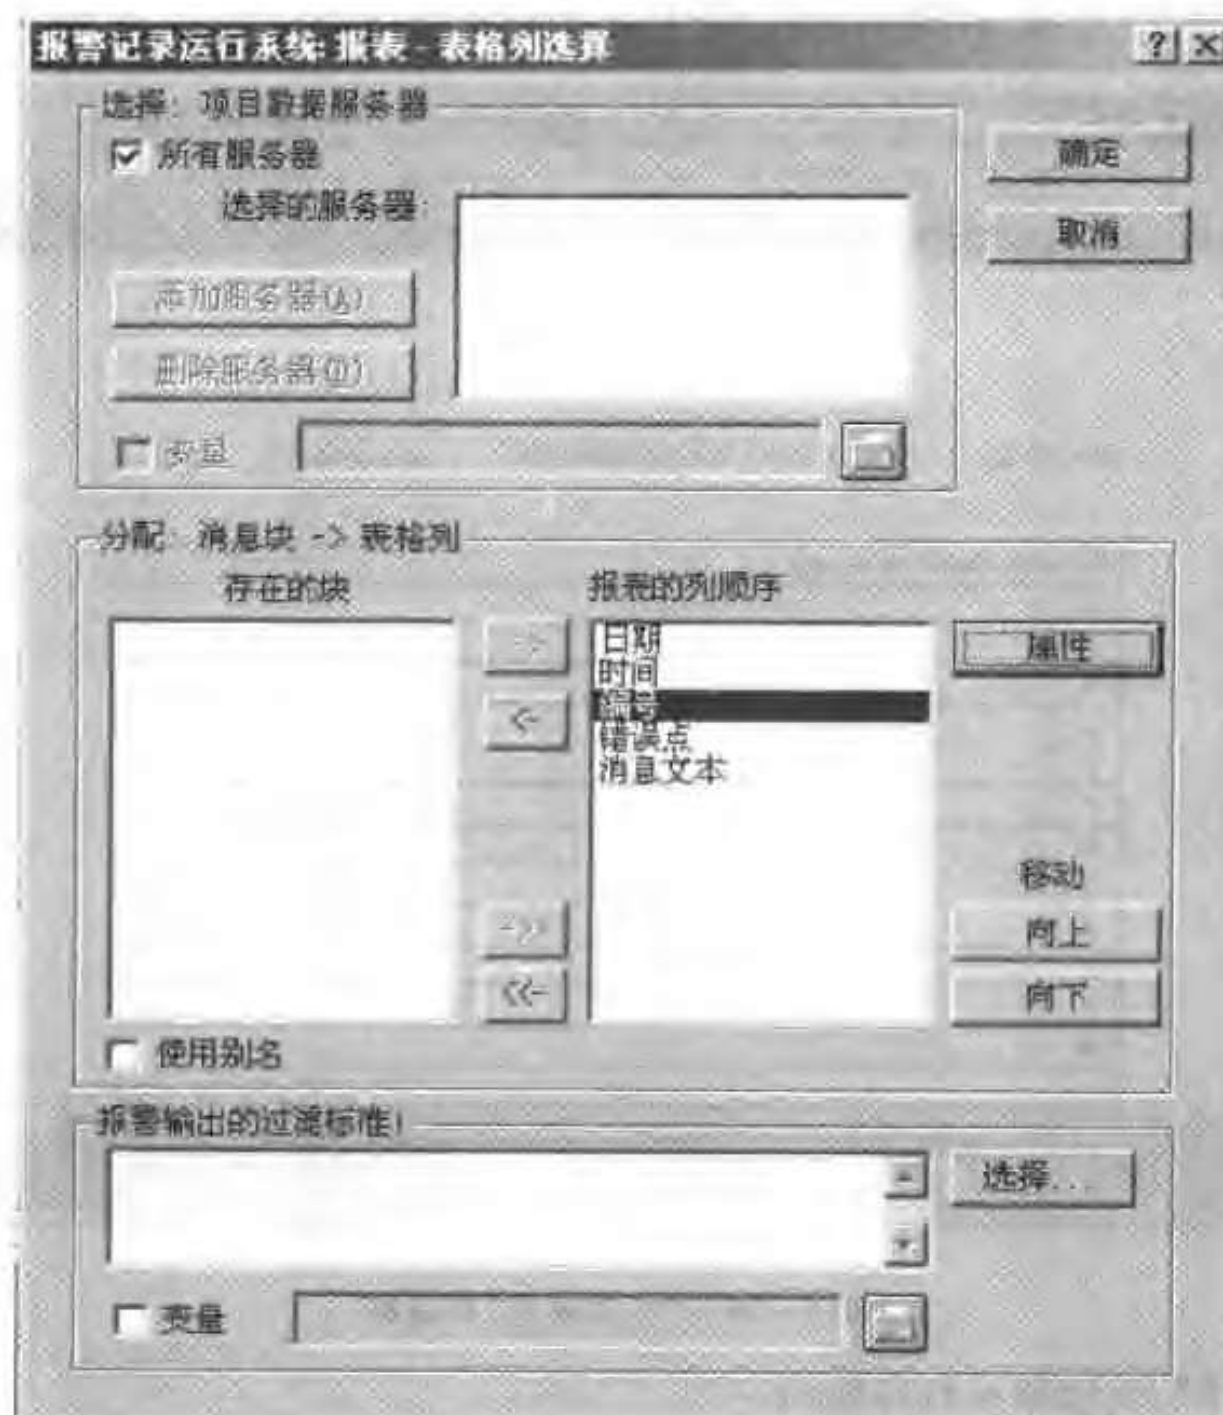 报警记录运行系统: 报表 - 表格列选择
选择: 项目数据服务器
所有服务器
确定
选择的服务器:
取消
添加服务器(A)
删除服务器(D)
变量
分配: 消息块 -> 表格列
存在的块
报表的列顺序
->
日期
属性
时间
<-
编号
错误点
消息文本
移动
->>
向上
<<-
向下
使用别名
报警输出的过滤标准!
选择...
变量